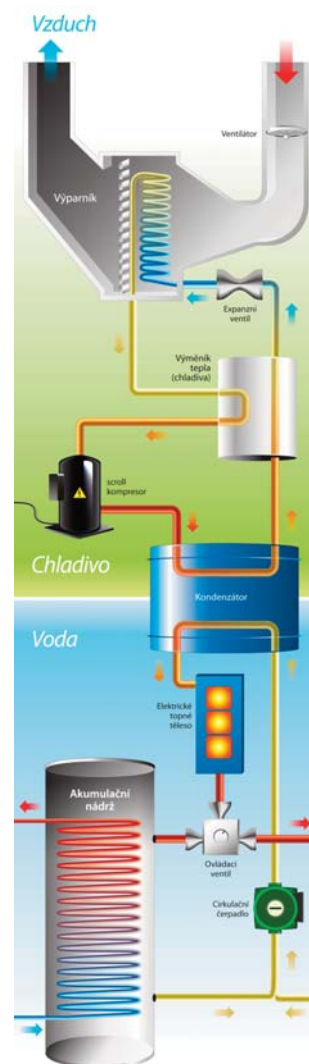 Vzduch
Ventilátor
Výparník
Expanzní
ventil
Výměník
tepla
(chladiva)
scroll
kompresor
Chladivo
Kondenzátor
Voda
Elektrické
topné
těleso
Akumulační
nádrž
Ovládací
ventil
Cirkulační
čerpadlo